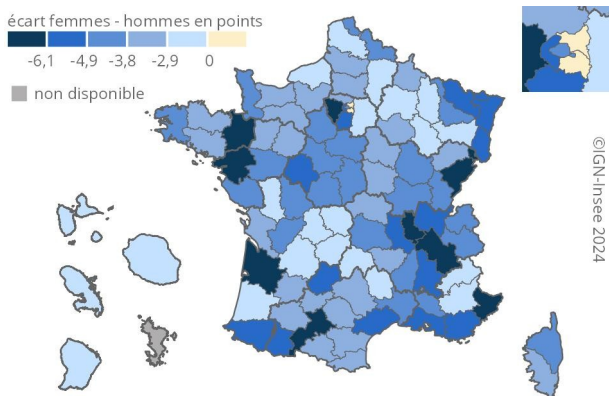 écart femmes - hommes en points
-6,1 -4,9 -3,8 -2,9 0
non disponible
©IGN-Insee 2024